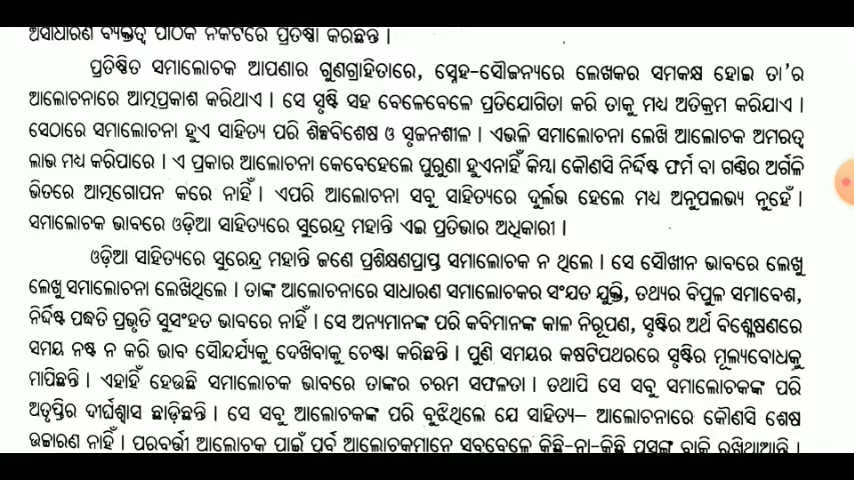 ଅସାଧାରଣ ବ୍ୟକ୍ତିତ୍ୱ ପାଠକ ନିକଟରେ ପ୍ରତିଷ୍ଠା କରିଛନ୍ତି ।
ପ୍ରତିଷ୍ଠିତ ସମାଲୋଚକ ଆପଣାର ଗୁଣଗ୍ରାହିତାରେ, ସ୍ନେହ-ସୌଜନ୍ୟରେ ଲେଖକର ସମକକ୍ଷ ହୋଇ ତା'ର
ଆଲୋଚନାରେ ଆତ୍ମପ୍ରକାଶ କରିଥାଏ । ସେ ସୃଷ୍ଟି ସହ ବେଳେବେଳେ ପ୍ରତିଯୋଗିତା କରି ତାକୁ ମଧ୍ୟ ଅତିକ୍ରମ କରିଯାଏ ।
ସେଠାରେ ସମାଲୋଚନା ହୁଏ ସାହିତ୍ୟ ପରି ଶିଳ୍ପବିଶେଷ ଓ ସୃଜନଶୀଳ । ଏଭଳି ସମାଲୋଚନା ଲେଖି ଆଲୋଚକ ଅମରତ୍ୱ
ଲାଭ ମଧ୍ୟ କରିପାରେ । ଏ ପ୍ରକାର ଆଲୋଚନା କେବେହେଲେ ପୁରୁଣା ହୁଏନାହିଁ କିମ୍ବା କୌଣସି ନିର୍ଦ୍ଦିଷ୍ଟ ଫର୍ମ ବା ଗଣ୍ଡିର ଅର୍ଗଳି
ଭିତରେ ଆତ୍ମଗୋପନ କରେ ନାହିଁ । ଏପରି ଆଲୋଚନା ସବୁ ସାହିତ୍ୟରେ ଦୁର୍ଲଭ ହେଲେ ମଧ୍ୟ ଅନୁପଲଭ୍ୟ ନୁହେଁ ।
ସମାଲୋଚକ ଭାବରେ ଓଡ଼ିଆ ସାହିତ୍ୟରେ ସୁରେନ୍ଦ୍ର ମହାନ୍ତି ଏଇ ପ୍ରତିଭାର ଅଧିକାରୀ ।
ଓଡ଼ିଆ ସାହିତ୍ୟରେ ସୁରେନ୍ଦ୍ର ମହାନ୍ତି ଜଣେ ପ୍ରଶିକ୍ଷଣପ୍ରାପ୍ତ ସମାଲୋଚକ ନ ଥିଲେ । ସେ ସୌଖୀନ ଭାବରେ ଲେଖୁ
ଲେଖୁ ସମାଲୋଚନା ଲେଖିଥିଲେ । ତାଙ୍କ ଆଲୋଚନାରେ ସାଧାରଣ ସମାଲୋଚକର ସଂଯତ ଯୁକ୍ତି, ତଥ୍ୟର ବିପୁଳ ସମାବେଶ,
ନିର୍ଦ୍ଦିଷ୍ଟ ପଦ୍ଧତି ପ୍ରଭୃତି ସୁସଂହତ ଭାବରେ ନାହିଁ । ସେ ଅନ୍ୟମାନଙ୍କ ପରି କବିମାନଙ୍କ କାଳ ନିରୂପଣ, ସୃଷ୍ଟିର ଅର୍ଥ ବିଶ୍ଳେଷଣରେ
ସମୟ ନଷ୍ଟ ନ କରି ଭାବ ସୌନ୍ଦର୍ଯ୍ୟକୁ ଦେଖିବାକୁ ଚେଷ୍ଟା କରିଛନ୍ତି । ପୁଣି ସମୟର କଷଟିପଥରରେ ସୃଷ୍ଟିର ମୂଲ୍ୟବୋଧକୁ
ମାପିଛନ୍ତି । ଏହାହିଁ ହେଉଛି ସମାଲୋଚକ ଭାବରେ ତାଙ୍କର ଚରମ ସଫଳତା । ତଥାପି ସେ ସବୁ ସମାଲୋଚକଙ୍କ ପରି
ଅତୃପ୍ତିର ଦୀର୍ଘଶ୍ୱାସ ଛାଡ଼ିଛନ୍ତି । ସେ ସବୁ ଆଲୋଚକଙ୍କ ପରି ବୁଝିଥିଲେ ଯେ ସାହିତ୍ୟ- ଆଲୋଚନାରେ କୌଣସି ଶେଷ
ଉଚ୍ଚାରଣ ନାହିଁ । ପରବର୍ତ୍ତୀ ଆଲୋଚକ ପାଇଁ ପୂର୍ବ ଆଲୋଚକମାନେ ସବୁବେଳେ କିଛି-ନା-କିଛି ପ୍ରସଙ୍ଗ ବାକି ରଖିଥାଆନ୍ତି ।